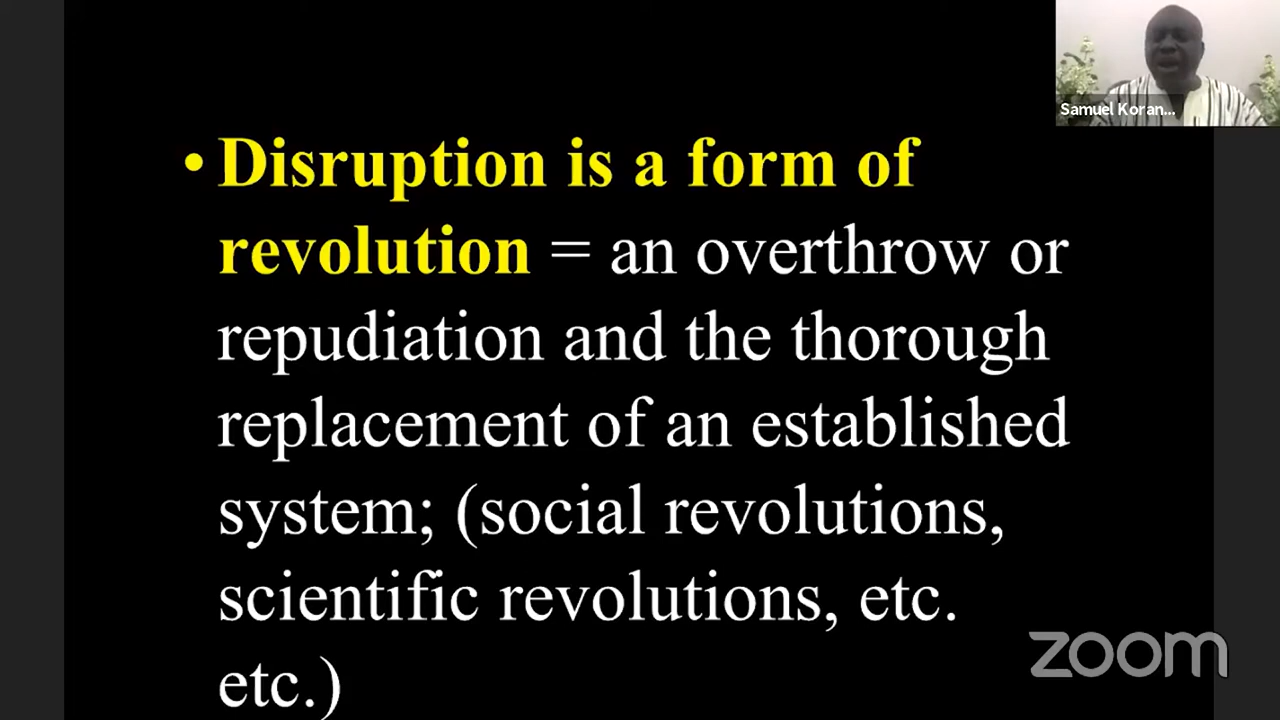 Samuel Koran...
• Disruption is a form of
revolution = an overthrow or
repudiation and the thorough
replacement of an established
system; (social revolutions,
scientific revolutions, etc.
etc.)
zoom